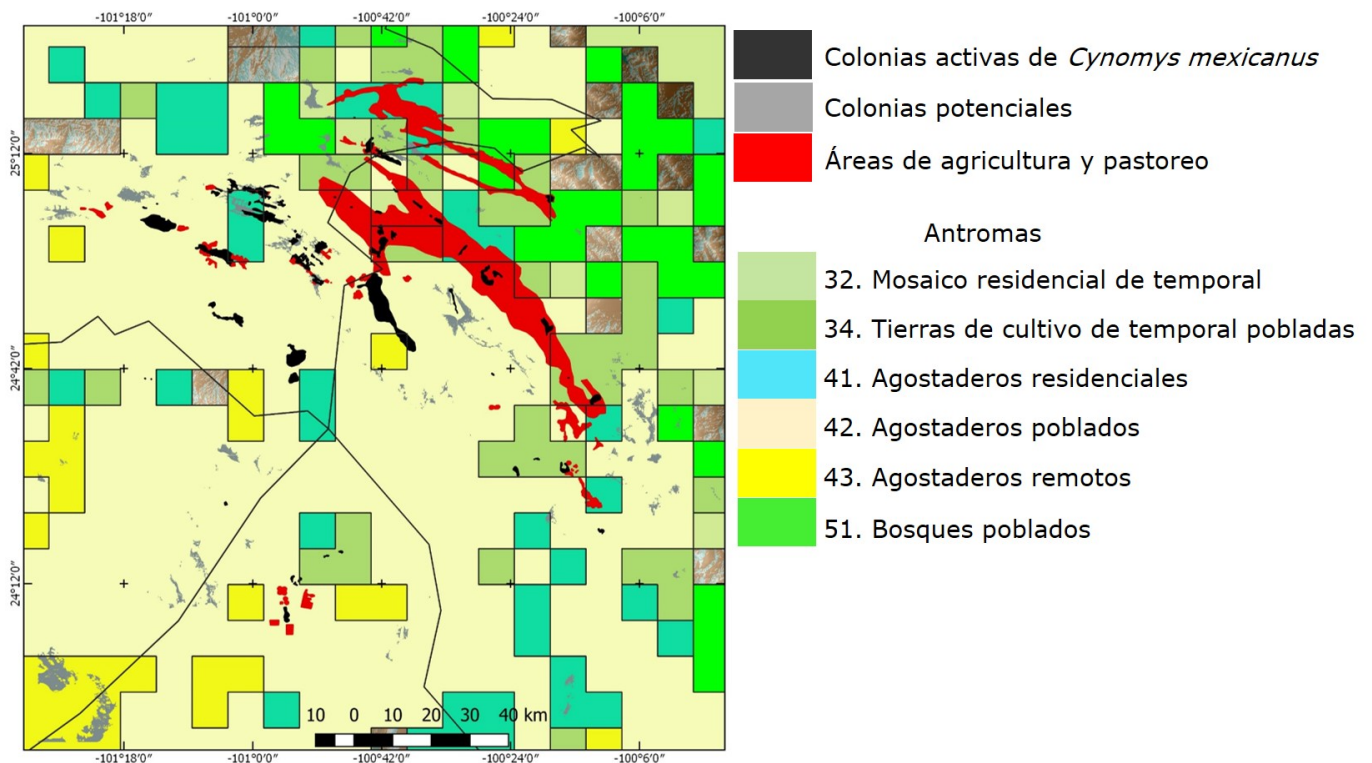 -101°18'0" -101°0'0" -100°42'0" -100°24'0" -100°6'0"
25°12'0"
24°42'0"
24°12'0"
10 0 10 20 30 40 km
-101°18'0" -101°0'0" -100°42'0" -100°24'0" -100°6'0"
Colonias activas de Cynomys mexicanus
Colonias potenciales
Áreas de agricultura y pastoreo
Antromas
32. Mosaico residencial de temporal
34. Tierras de cultivo de temporal pobladas
41. Agostaderos residenciales
42. Agostaderos poblados
43. Agostaderos remotos
51. Bosques poblados